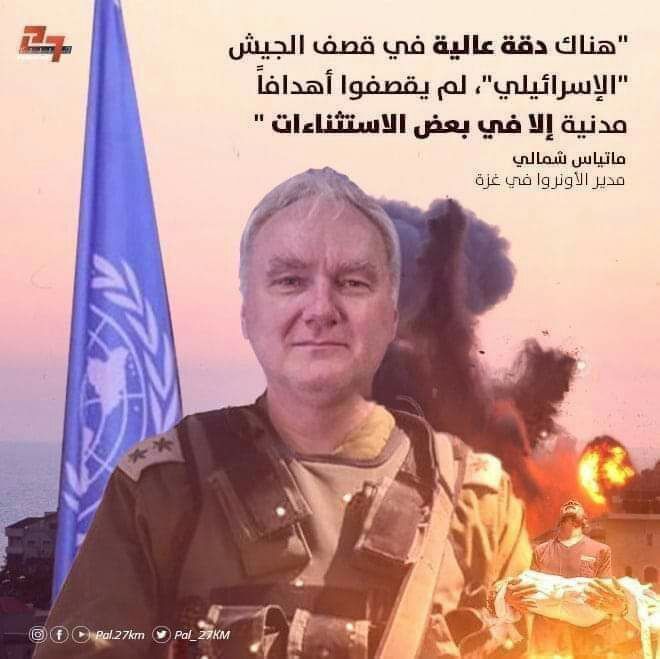 "هناك دقة عالية في قصف الجيش
"الإسرائيلي"، لم يقصفوا أهدافاً
مدنية إلا في بعض الاستثناءات "
ماتياس شمالي
مدير الأونروا في غزة
Pal.27km Pal_27KM